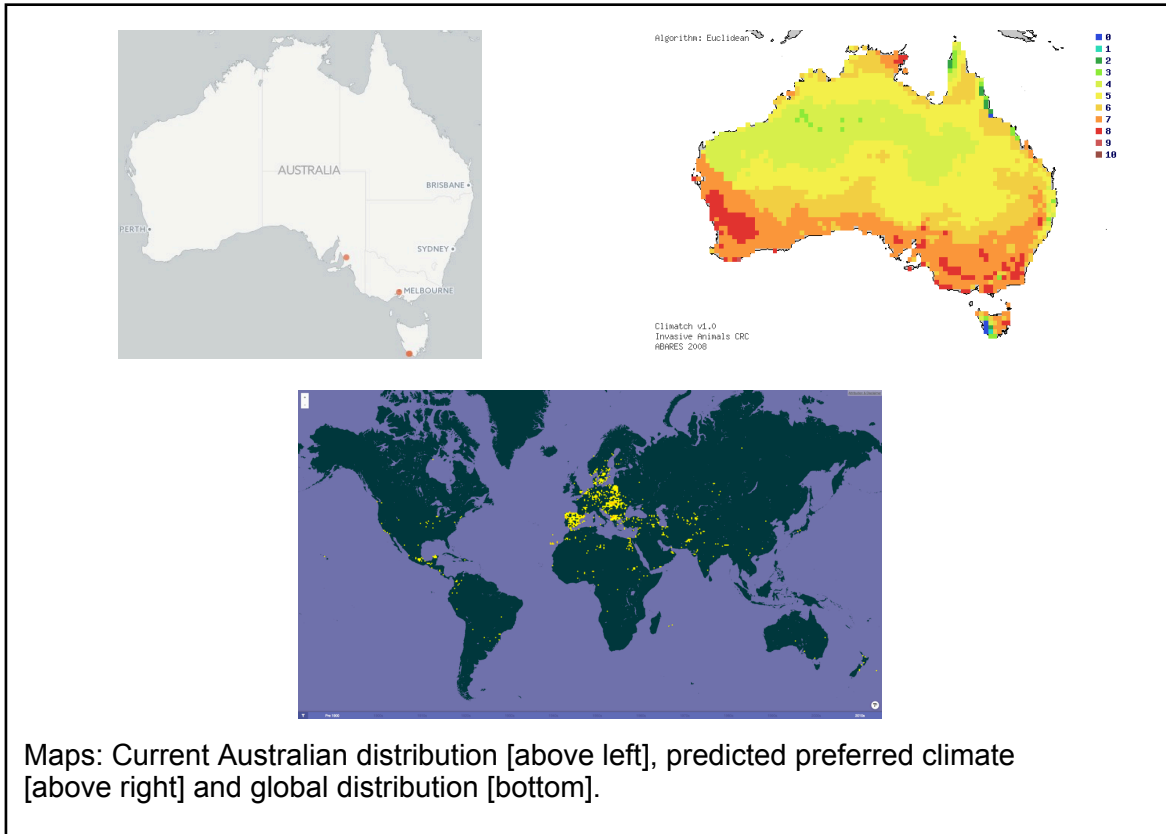 AUSTRALIA
BRISBANE
PERTH
SYDNEY
MELBOURNE
Algorithm: Euclidean
0
1
2
3
4
5
6
7
8
9
10
Climatch v1.0
Invasive Animals CRC
ABARES 2008
Maps: Current Australian distribution [above left], predicted preferred climate
[above right] and global distribution [bottom].